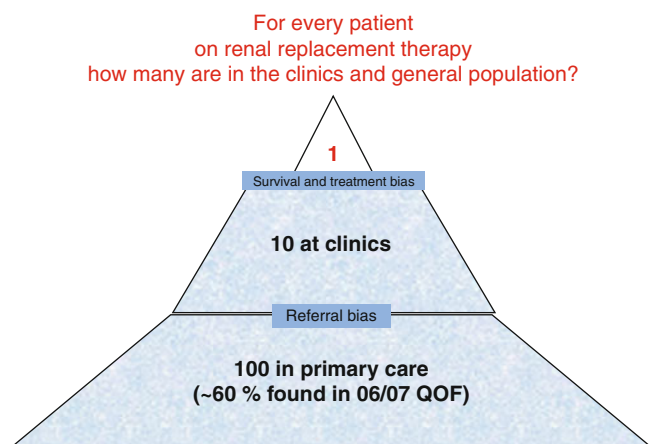 For every patient
on renal replacement therapy
how many are in the clinics and general population?
1
Survival and treatment bias
10 at clinics
Referral bias
100 in primary care
(~60 % found in 06/07 QOF)